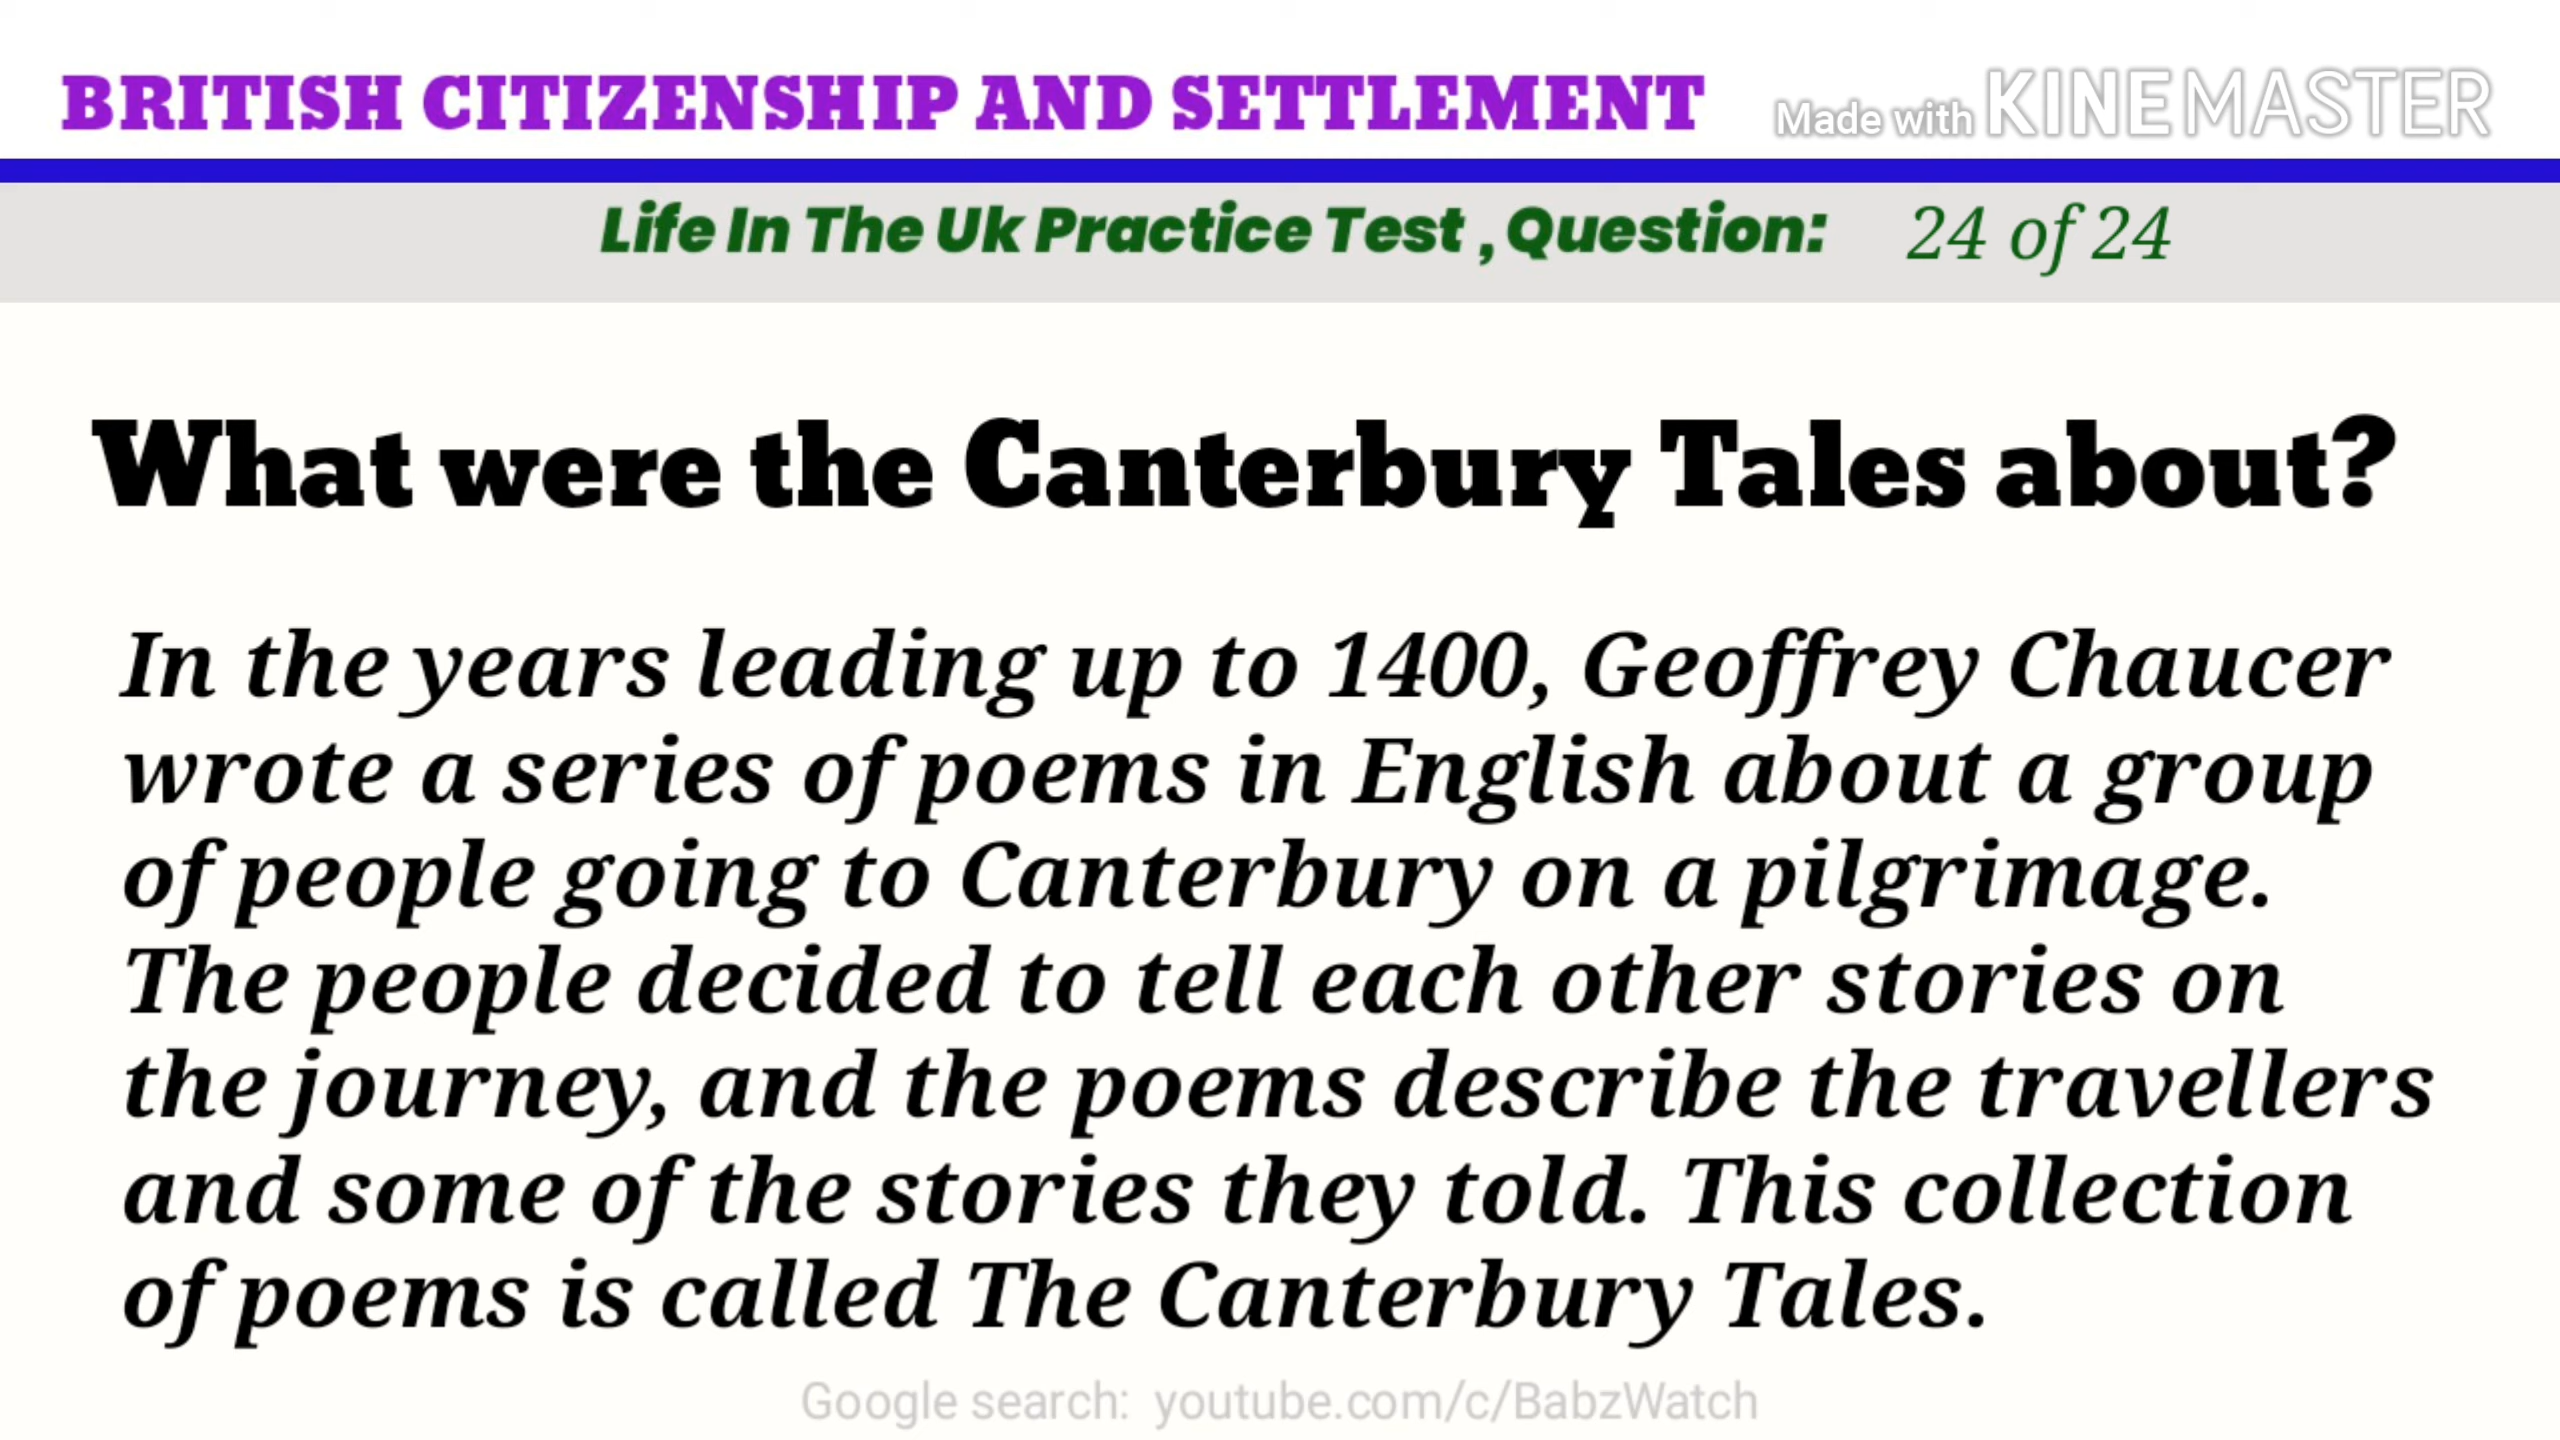 BRITISH CITIZENSHIP AND SETTLEMENT
Made with KINEMASTER
Life In The Uk Practice Test , Question: 24 of 24
What were the Canterbury Tales about?
In the years leading up to 1400, Geoffrey Chaucer
wrote a series of poems in English about a group
of people going to Canterbury on a pilgrimage.
The people decided to tell each other stories on
the journey, and the poems describe the travellers
and some of the stories they told. This collection
of poems is called The Canterbury Tales.
Google search: youtube.com/c/BabzWatch